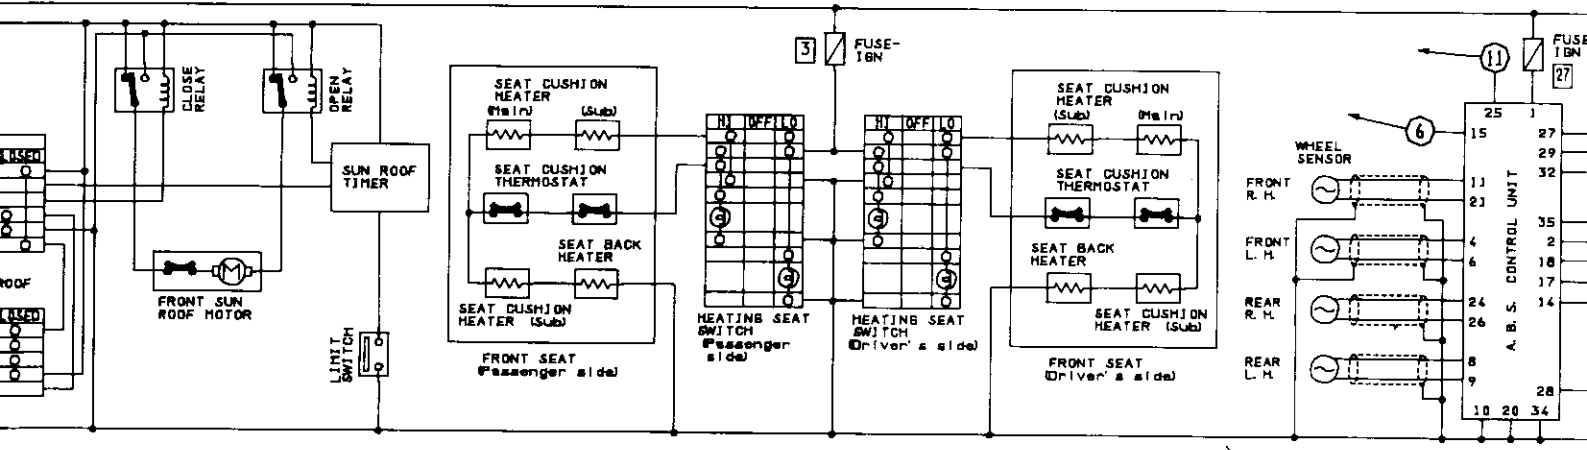 CLOSE
RELAY
OPEN
RELAY
SUN ROOF
TIMER
FRONT SUN
ROOF MOTOR
ROOF
LIMIT
SWITCH
SEAT CUSHION
HEATER
(Main) (Sub)
SEAT CUSHION
THERMOSTAT
SEAT BACK
HEATER
SEAT CUSHION
HEATER (Sub)
FRONT SEAT
(Passenger side)
3
FUSE-
IGN
HI OFF LO
HEATING SEAT
SWITCH
(Passenger
side)
HI OFF LO
HEATING SEAT
SWITCH
(Driver's side)
SEAT CUSHION
HEATER
(Sub) (Main)
SEAT CUSHION
THERMOSTAT
SEAT BACK
HEATER
SEAT CUSHION
HEATER (Sub)
FRONT SEAT
(Driver's side)
11
FUSE
IGN
27
6
WHEEL
SENSOR
FRONT
R. H.
FRONT
L. H.
REAR
R. H.
REAR
L. H.
25 1
15
11
21
4
6
24
26
8
9
10 20 34
27
29
32
35
2
18
17
14
28
A. B. S. CONTROL UNIT